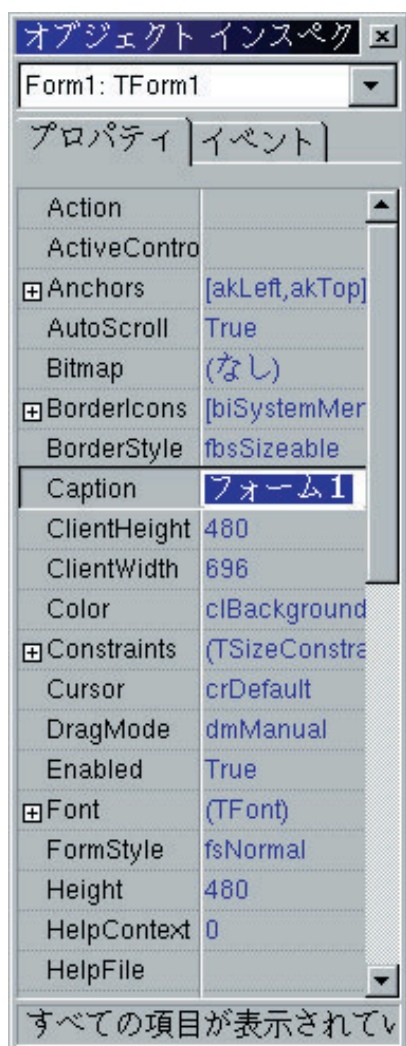 オブジェクト インスペク
Form1: TForm1
プロパティ イベント
Action
ActiveContro
Anchors [akLeft,akTop]
AutoScroll True
Bitmap (なし)
BorderIcons [biSystemMer
BorderStyle fbsSizeable
Caption フォーム1
ClientHeight 480
ClientWidth 696
Color clBackground
Constraints (TSizeConstra
Cursor crDefault
DragMode dmManual
Enabled True
Font (TFont)
FormStyle fsNormal
Height 480
HelpContext 0
HelpFile
すべての項目が表示されて